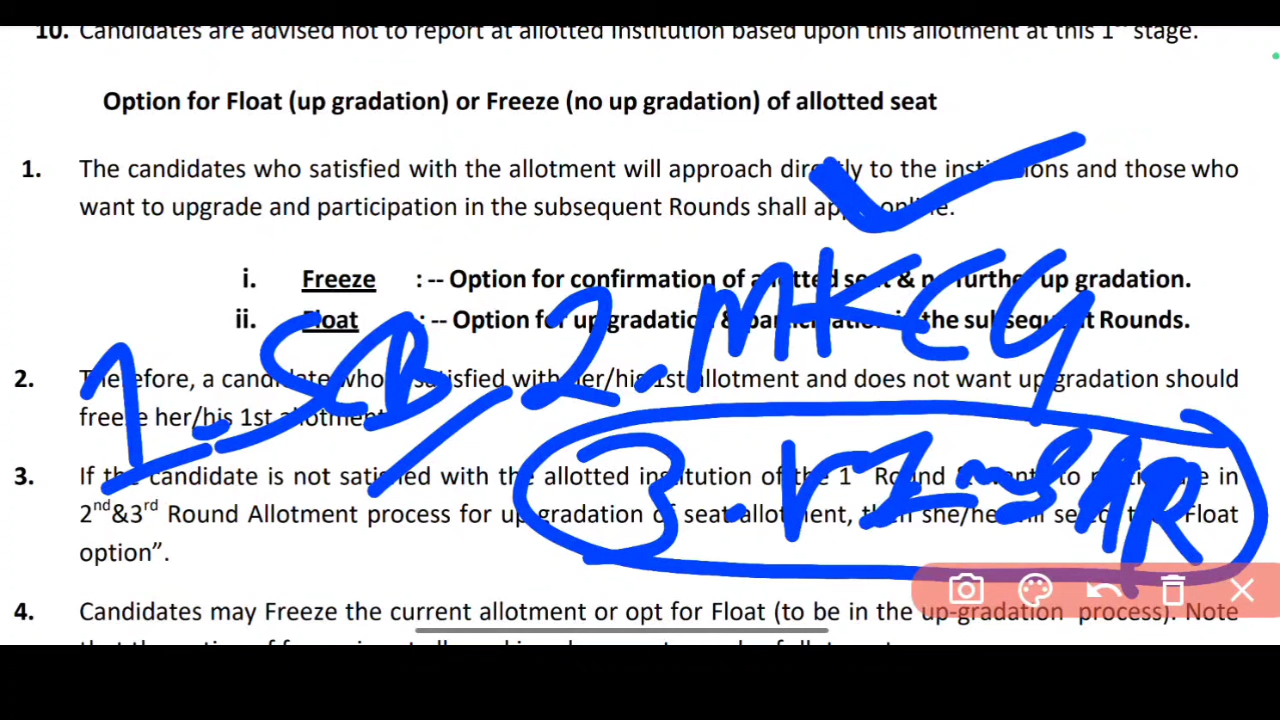 10. Candidates are advised not to report at allotted institution based upon this allotment at this 1st stage.
Option for Float (up gradation) or Freeze (no up gradation) of allotted seat
1. The candidates who satisfied with the allotment will approach directly to the institutions and those who
want to upgrade and participation in the subsequent Rounds shall apply online.
i. Freeze : -- Option for confirmation of allotted seat & no further up gradation.
ii. Float : -- Option for up gradation & participation in the subsequent Rounds.
1-SCB, 2. MKCG
2. Therefore, a candidate who satisfied with her/his 1st allotment and does not want up gradation should
freeze her/his 1st allotment
3.
3. If the candidate is not satisfied with the allotted institution of the 1 Round & want to participate in
2nd&3rd Round Allotment process for up gradation of seat allotment, then she/he will select the Float
option”.
4. Candidates may Freeze the current allotment or opt for Float (to be in the up-gradation process). Note